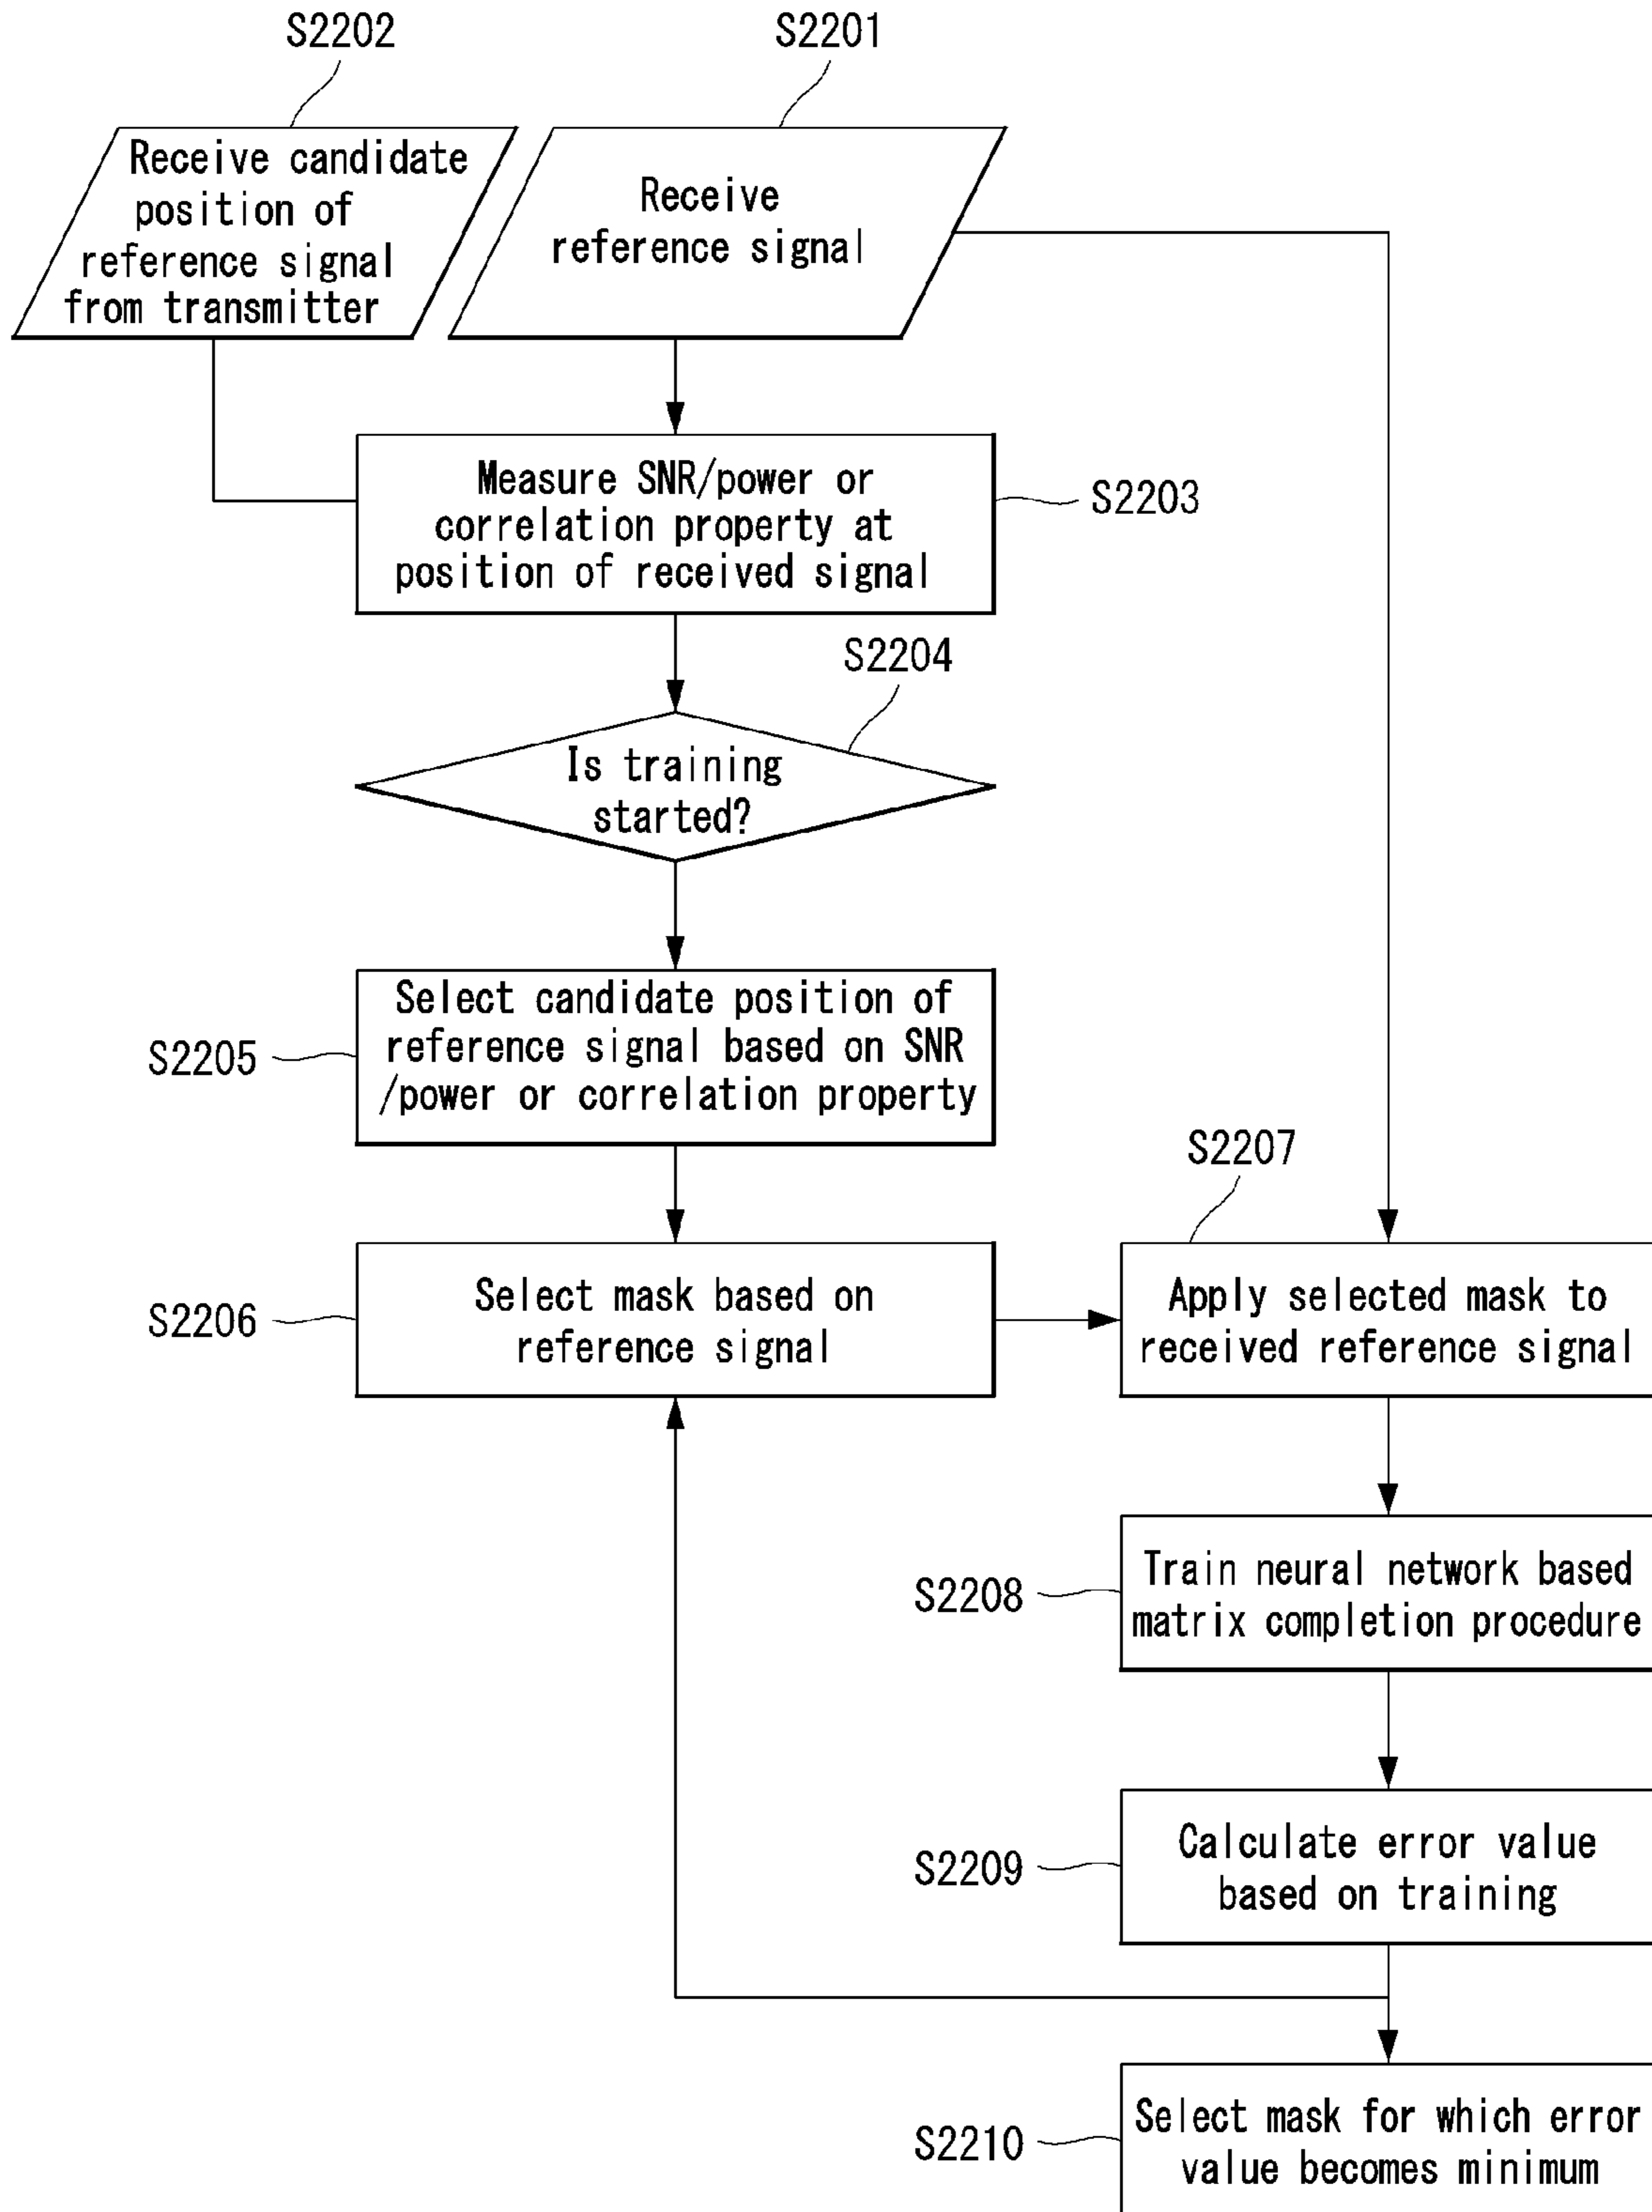 S2202
S2201
Receive candidate
position of
reference signal
from transmitter
Receive
reference signal
Measure SNR/power or
correlation property at
position of received signal
S2203
S2204
Is training
started?
Select candidate position of
reference signal based on SNR
/power or correlation property
S2205
S2207
Select mask based on
reference signal
S2206
Apply selected mask to
received reference signal
Train neural network based
matrix completion procedure
S2208
Calculate error value
based on training
S2209
Select mask for which error
value becomes minimum
S2210